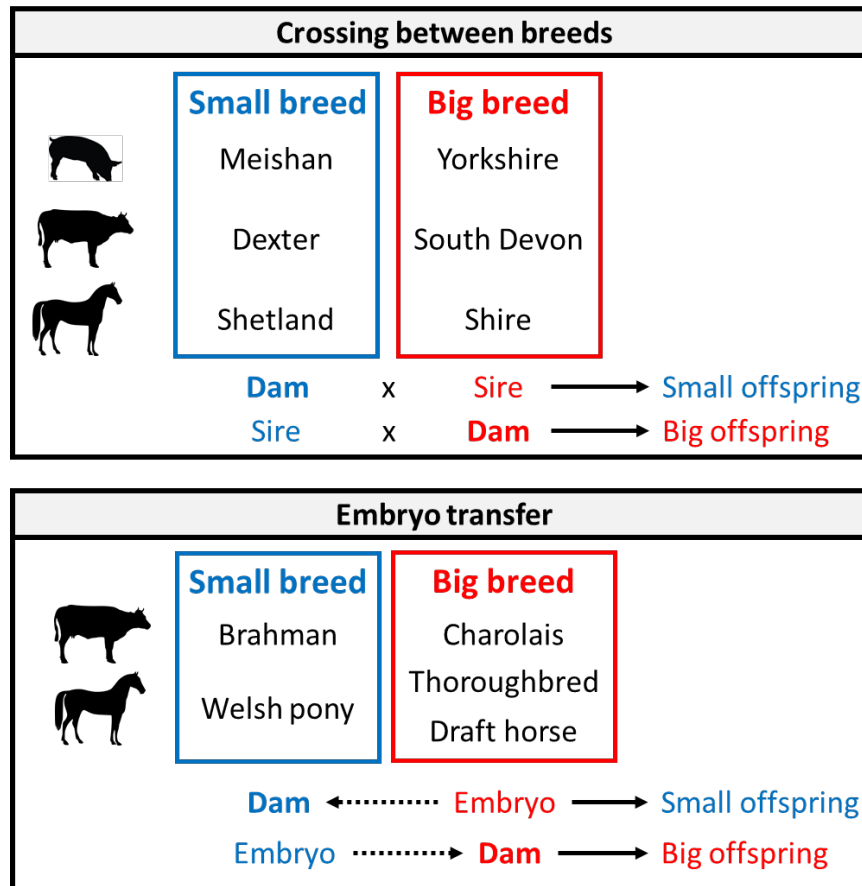 Crossing between breeds
Small breed Big breed
Meishan Yorkshire
Dexter South Devon
Shetland Shire
Dam x Sire Small offspring
Sire x Dam Big offspring
Embryo transfer
Small breed Big breed
Brahman Charolais
Thoroughbred
Welsh pony
Draft horse
Dam Embryo Small offspring
Embryo Dam Big offspring